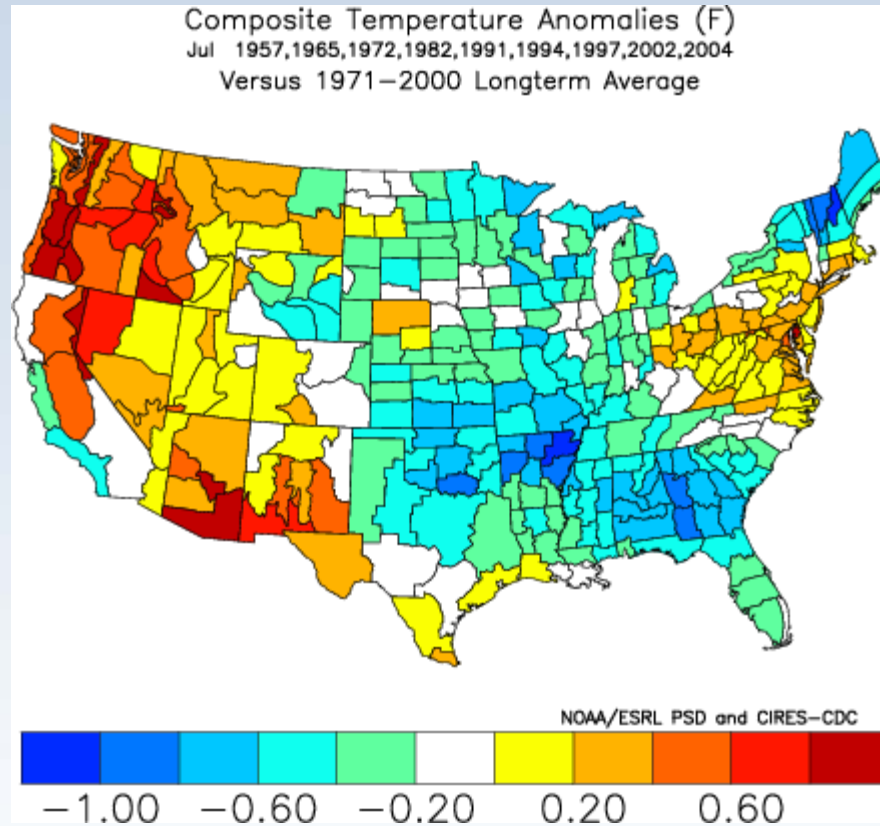 Composite Temperature Anomalies (F)
Jul 1957,1965,1972,1982,1991,1994,1997,2002,2004
Versus 1971-2000 Longterm Average
NOAA/ESRL PSD and CIRES-CDC
-1.00 -0.60 -0.20 0.20 0.60